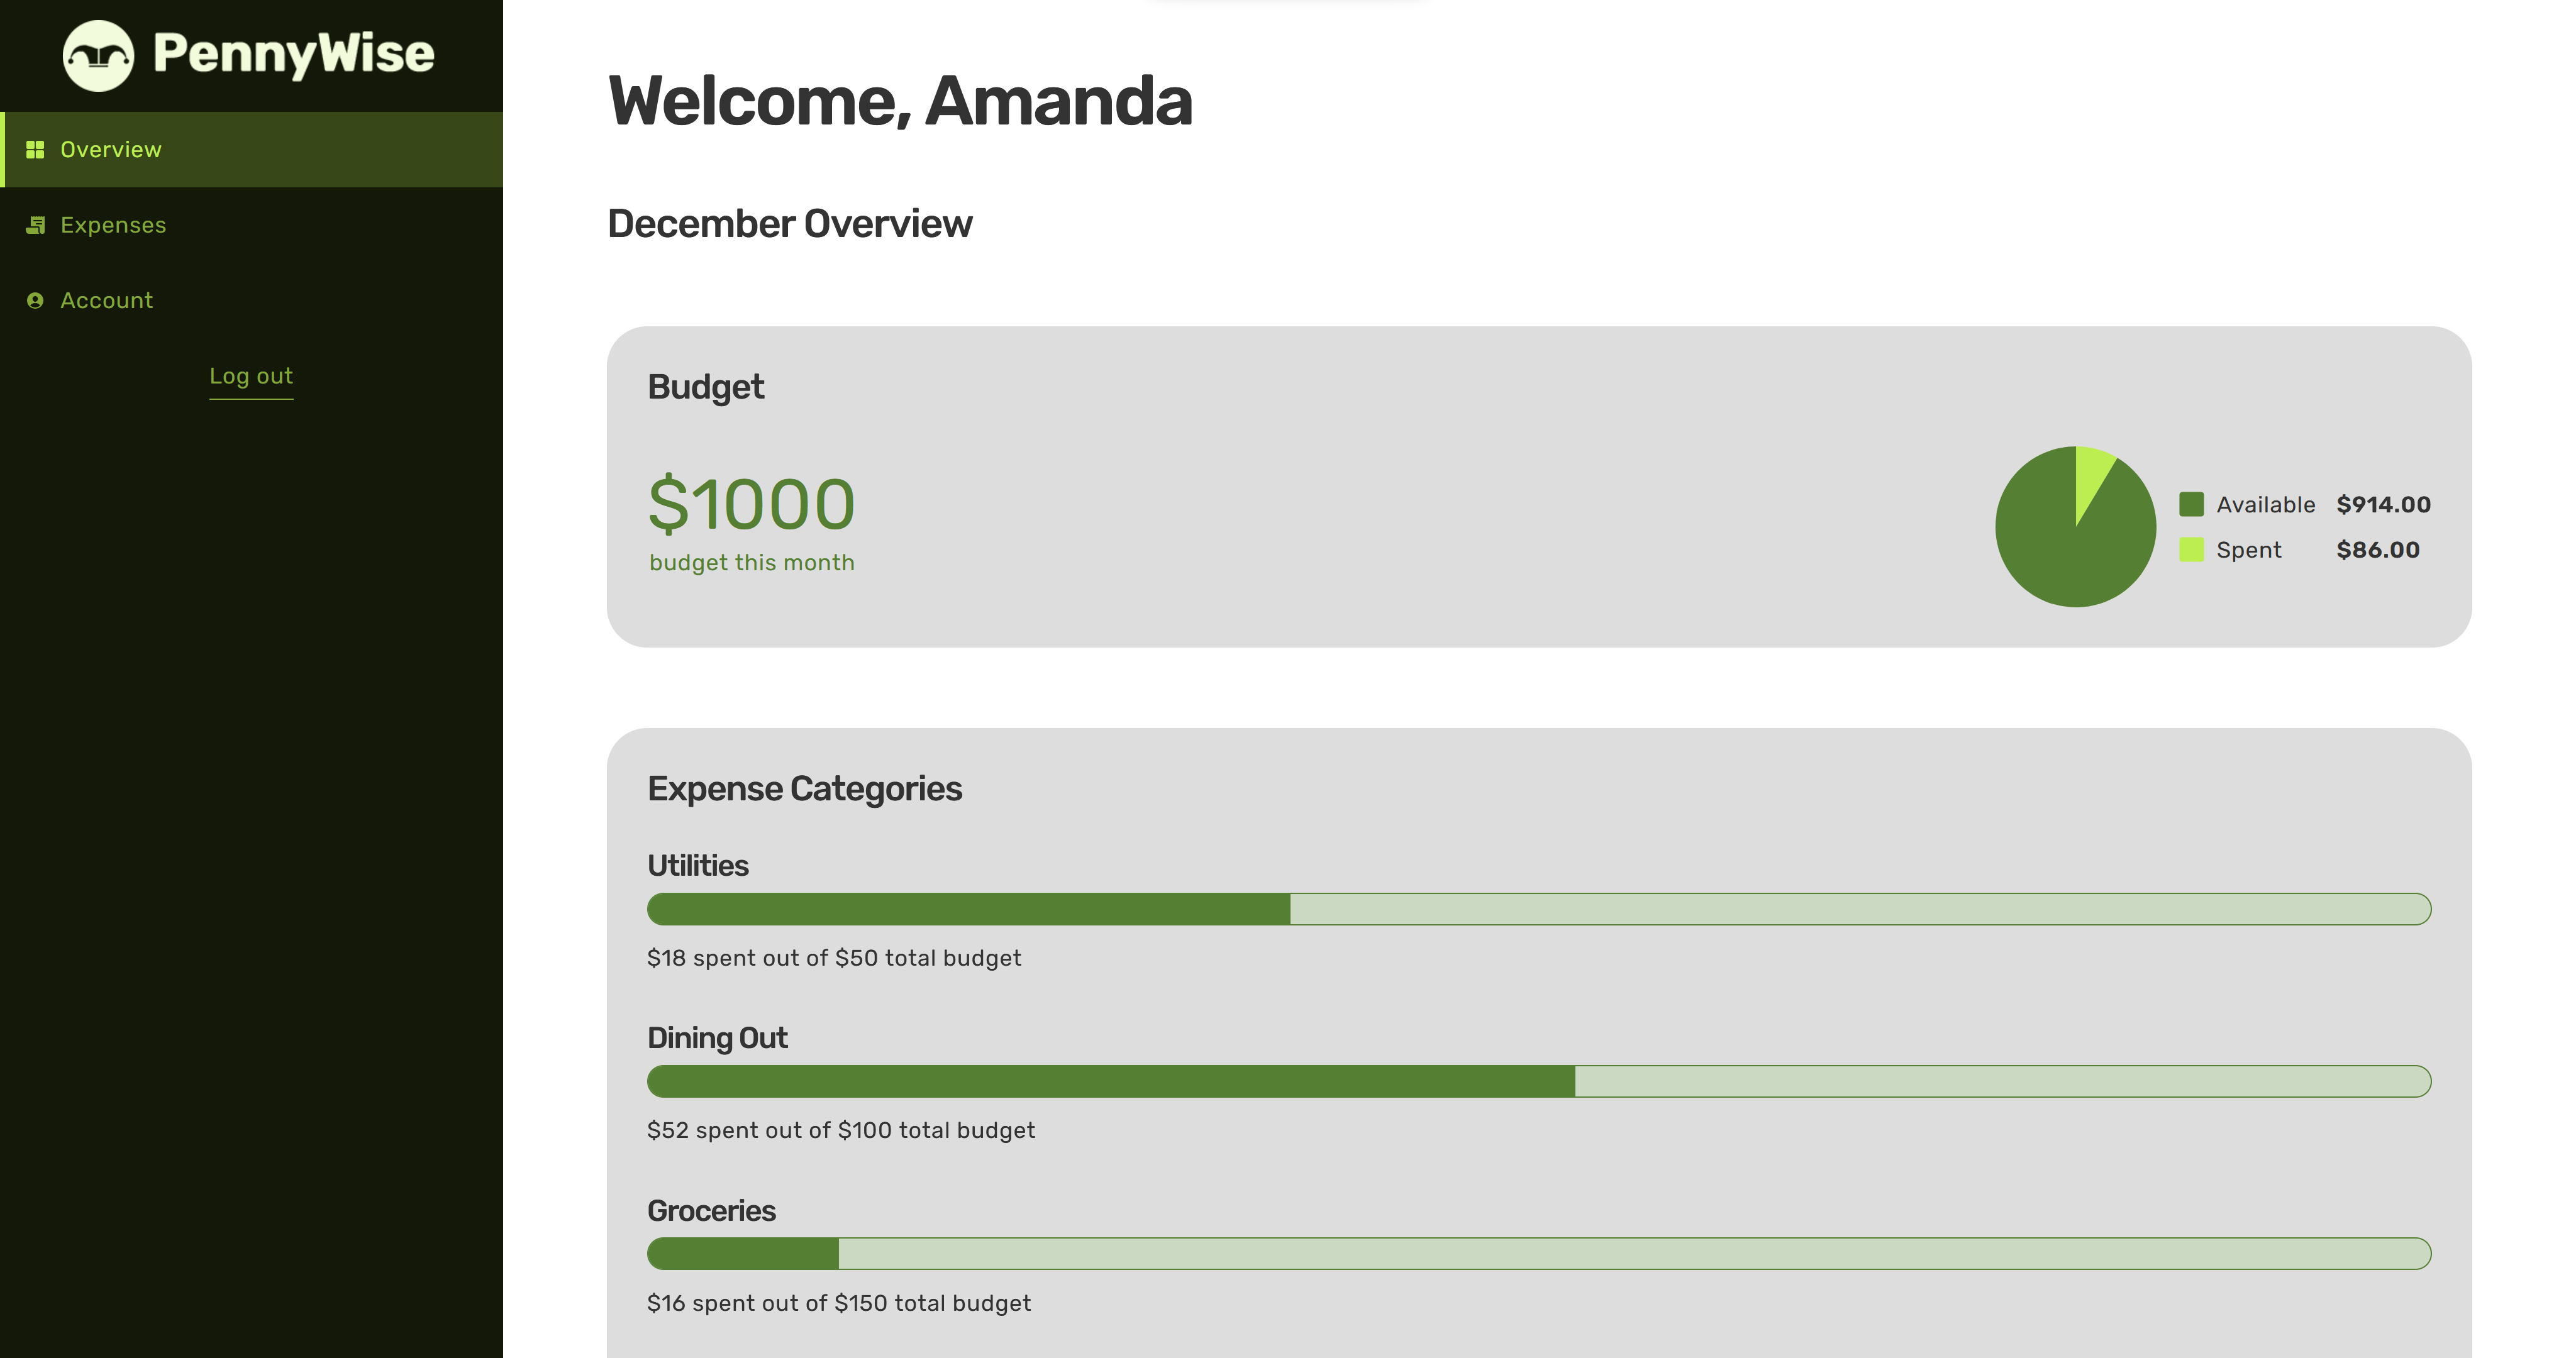 PennyWise
Overview
Expenses
Account
Log out
Welcome, Amanda
December Overview
Budget
$1000
budget this month
Available $914.00
Spent $86.00
Expense Categories
Utilities
$18 spent out of $50 total budget
Dining Out
$52 spent out of $100 total budget
Groceries
$16 spent out of $150 total budget